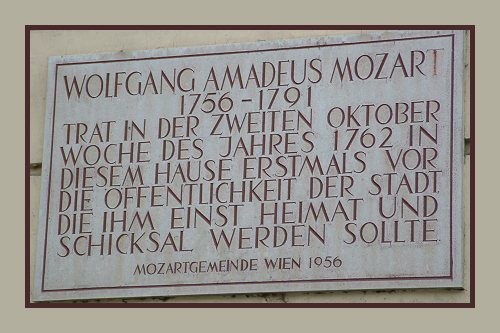 WOLFGANG AMADEUS MOZART
1756-1791
TRAT IN DER ZWEITEN OKTOBER
WOCHE DES JAHRES 1762 IN
DIESEM HAUSE ERSTMALS VOR
DIE ÖFFENTLICHKEIT DER STADT
DIE IHM EINST HEIMAT UND
SCHICKSAL WERDEN SOLLTE.
MOZARTGEMEINDE WIEN 1956